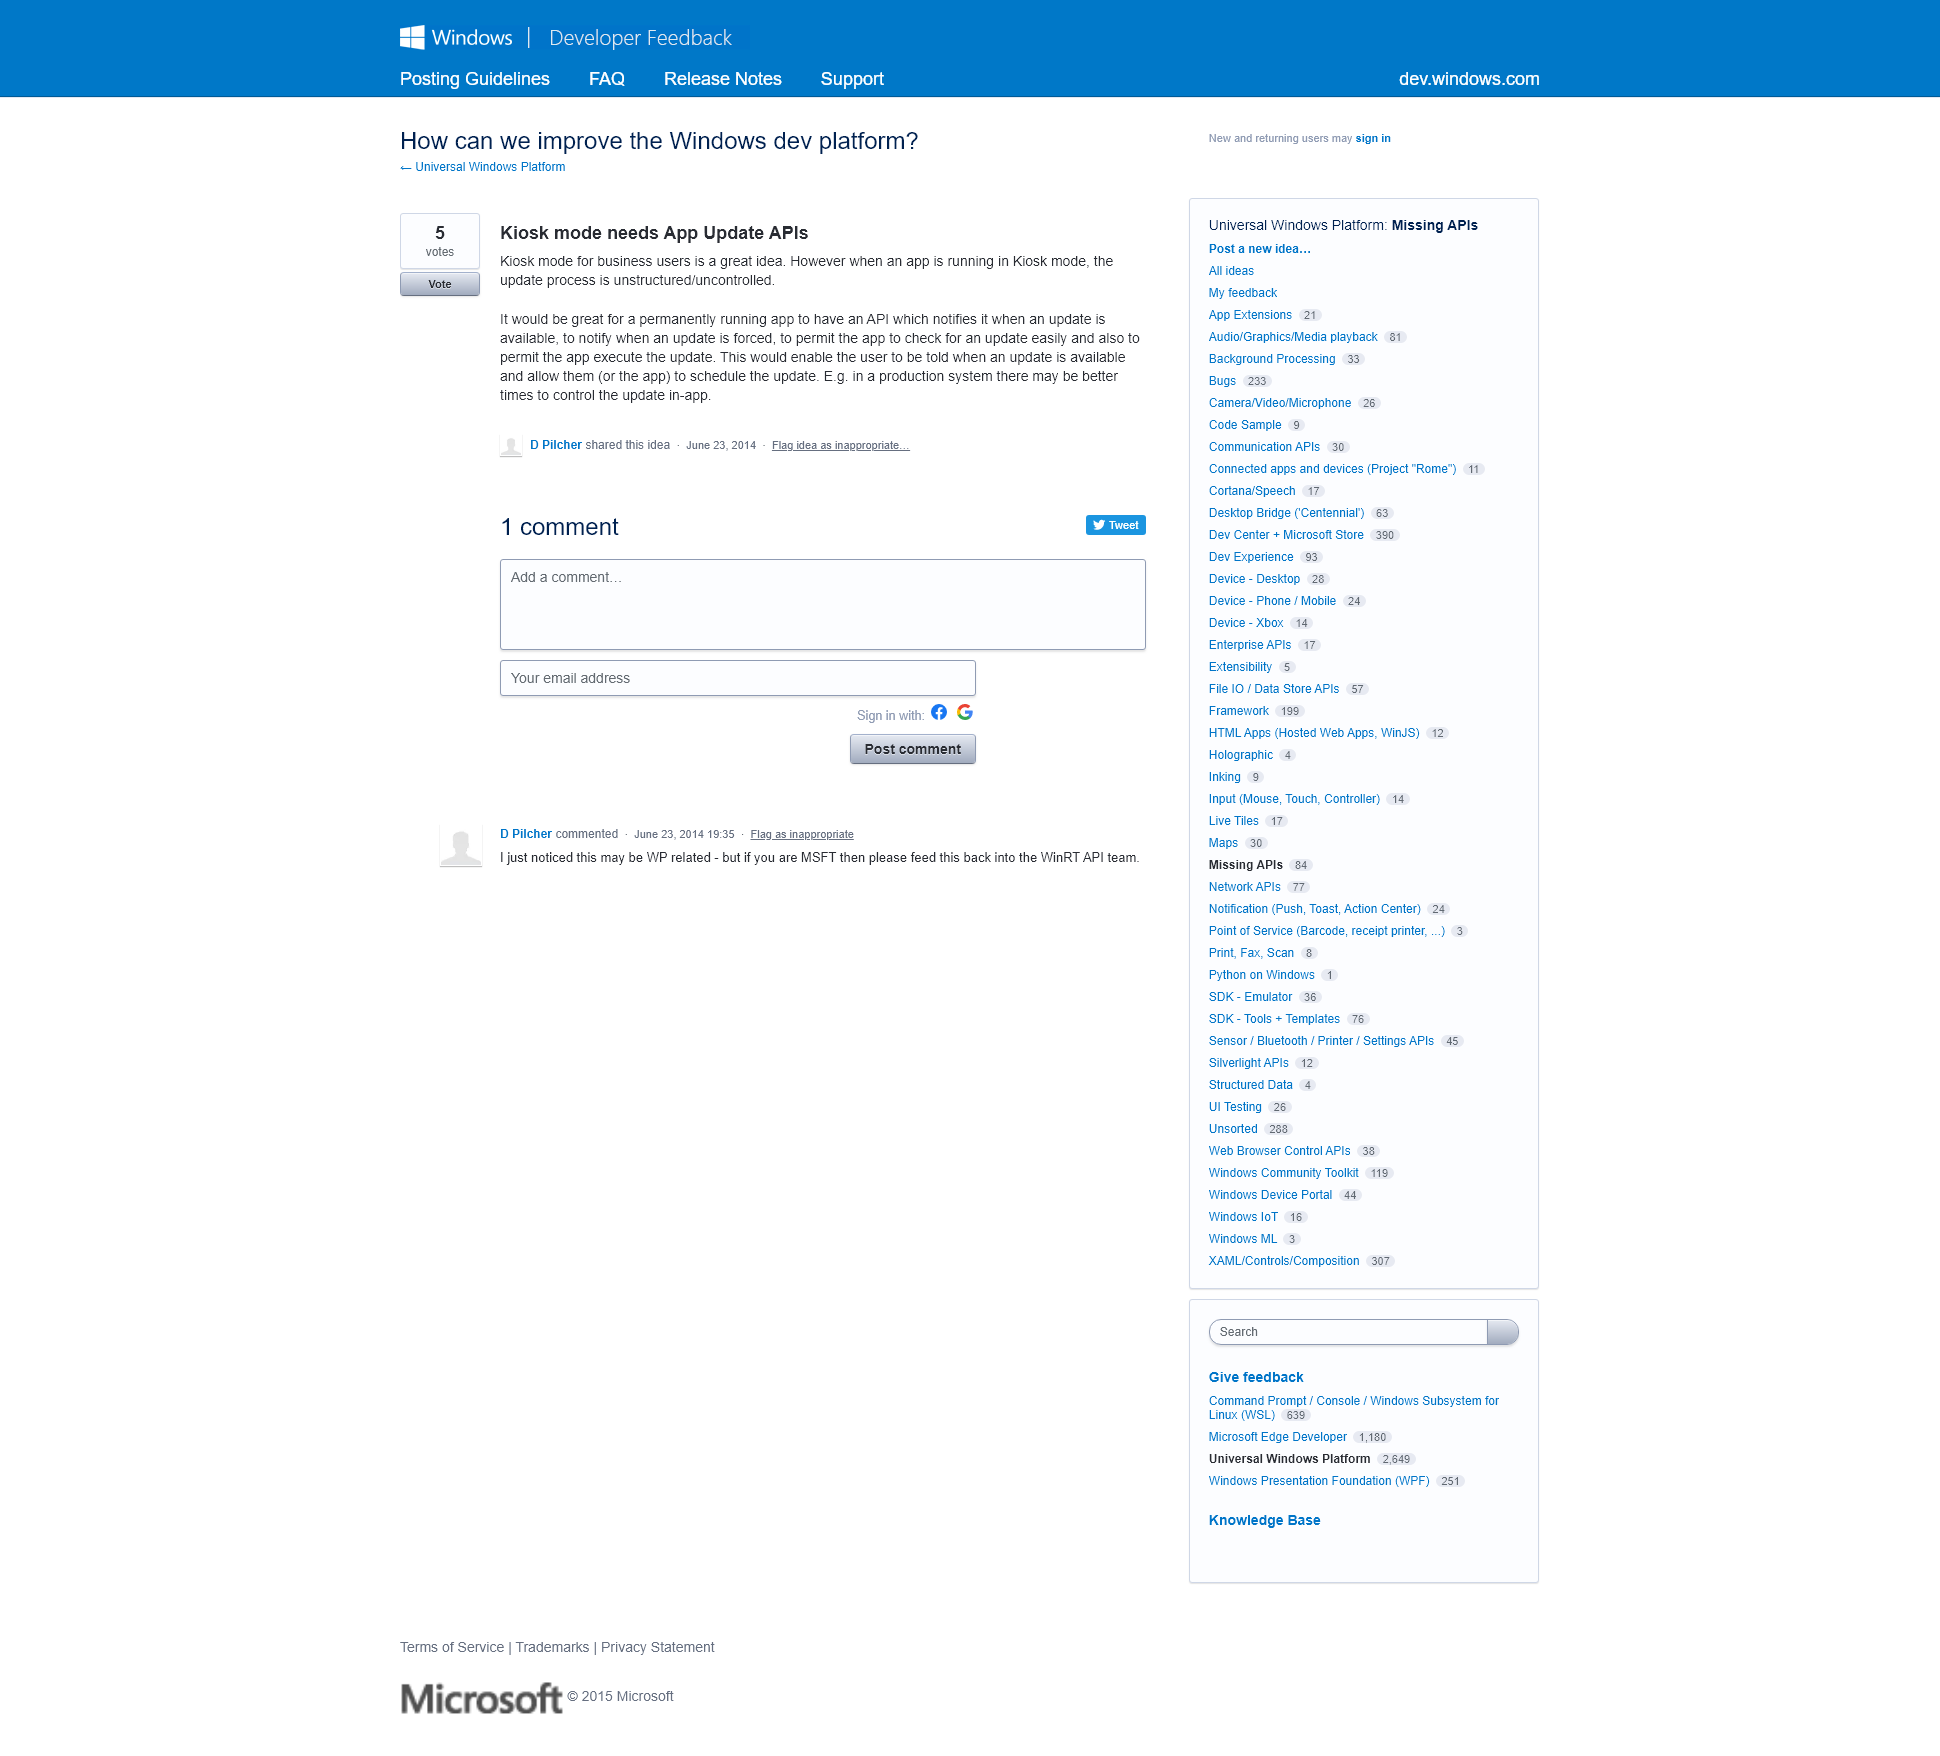 Windows | Developer Feedback
Posting Guidelines FAQ Release Notes Support dev.windows.com
How can we improve the Windows dev platform?
← Universal Windows Platform
New and returning users may sign in
5
votes
Vote
Kiosk mode needs App Update APIs
Kiosk mode for business users is a great idea. However when an app is running in Kiosk mode, the
update process is unstructured/uncontrolled.
It would be great for a permanently running app to have an API which notifies it when an update is
available, to notify when an update is forced, to permit the app to check for an update easily and also to
permit the app execute the update. This would enable the user to be told when an update is available
and allow them (or the app) to schedule the update. E.g. in a production system there may be better
times to control the update in-app.
D Pilcher shared this idea · June 23, 2014 · Flag idea as inappropriate…
1 comment
Tweet
Add a comment…
Your email address
Sign in with:
Post comment
D Pilcher commented · June 23, 2014 19:35 · Flag as inappropriate
I just noticed this may be WP related - but if you are MSFT then please feed this back into the WinRT API team.
Universal Windows Platform: Missing APIs
Post a new idea…
All ideas
My feedback
App Extensions 21
Audio/Graphics/Media playback 81
Background Processing 33
Bugs 233
Camera/Video/Microphone 26
Code Sample 9
Communication APIs 30
Connected apps and devices (Project "Rome") 11
Cortana/Speech 17
Desktop Bridge ('Centennial') 63
Dev Center + Microsoft Store 390
Dev Experience 93
Device - Desktop 28
Device - Phone / Mobile 24
Device - Xbox 14
Enterprise APIs 17
Extensibility 5
File IO / Data Store APIs 57
Framework 199
HTML Apps (Hosted Web Apps, WinJS) 12
Holographic 4
Inking 9
Input (Mouse, Touch, Controller) 14
Live Tiles 17
Maps 30
Missing APIs 84
Network APIs 77
Notification (Push, Toast, Action Center) 24
Point of Service (Barcode, receipt printer, ...) 3
Print, Fax, Scan 8
Python on Windows 1
SDK - Emulator 36
SDK - Tools + Templates 76
Sensor / Bluetooth / Printer / Settings APIs 45
Silverlight APIs 12
Structured Data 4
UI Testing 26
Unsorted 288
Web Browser Control APIs 38
Windows Community Toolkit 119
Windows Device Portal 44
Windows IoT 16
Windows ML 3
XAML/Controls/Composition 307
Search
Give feedback
Command Prompt / Console / Windows Subsystem for
Linux (WSL) 639
Microsoft Edge Developer 1,180
Universal Windows Platform 2,649
Windows Presentation Foundation (WPF) 251
Knowledge Base
Terms of Service | Trademarks | Privacy Statement
Microsoft © 2015 Microsoft